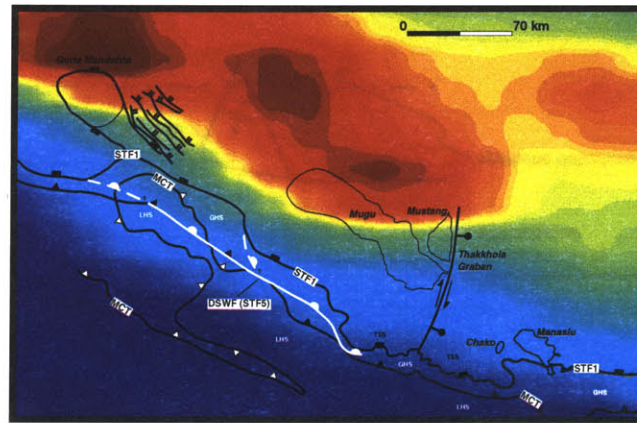 0 70 km
Gurla Mandhata
STF1
MCT
LHS
GHS
Mugu
Mustang
Thakkhola
Graben
STF1
DSWF (STF5)
MCT
LHS
TSS
GHS
TSS
Chako
Manaslu
STF1
GHS
MCT
LHS